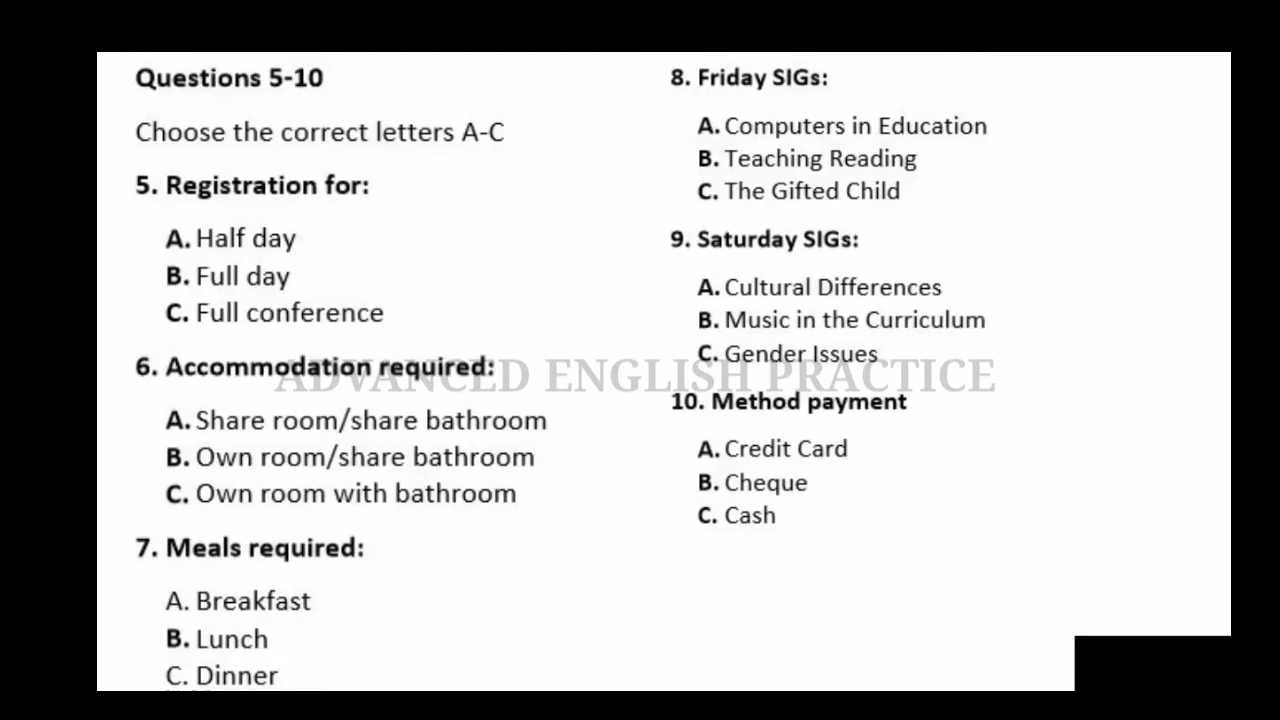 Questions 5-10
Choose the correct letters A-C
5. Registration for:
A. Half day
B. Full day
C. Full conference
6. Accommodation required:
A. Share room/share bathroom
B. Own room/share bathroom
C. Own room with bathroom
7. Meals required:
A. Breakfast
B. Lunch
C. Dinner
8. Friday SIGs:
A. Computers in Education
B. Teaching Reading
C. The Gifted Child
9. Saturday SIGs:
A. Cultural Differences
B. Music in the Curriculum
C. Gender Issues
10. Method payment
A. Credit Card
B. Cheque
C. Cash
ADVANCED ENGLISH PRACTICE